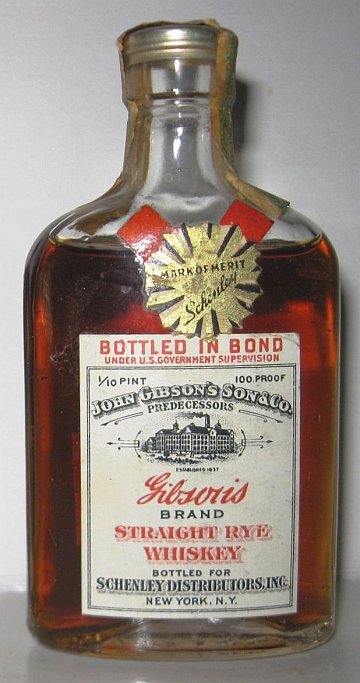 MARK OF MERIT
Schenley
BOTTLED IN BOND
UNDER U.S. GOVERNMENT SUPERVISION
1/10 PINT 100 PROOF
JOHN GIBSON'S SON & CO.
PREDECESSORS
ESTABLISHED 1837
Gibson's
BRAND
STRAIGHT RYE
WHISKEY
BOTTLED FOR
SCHENLEY DISTRIBUTORS, INC.
NEW YORK, N.Y.